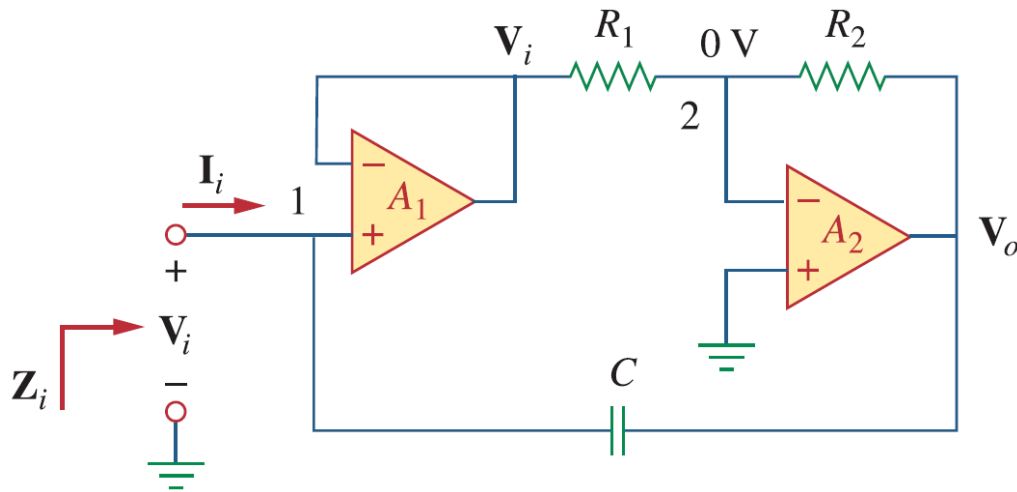 V_i R_1 0 V R_2
2
I_i 1 − A_1 +
− A_2 + V_o
+
V_i
−
Z_i
C